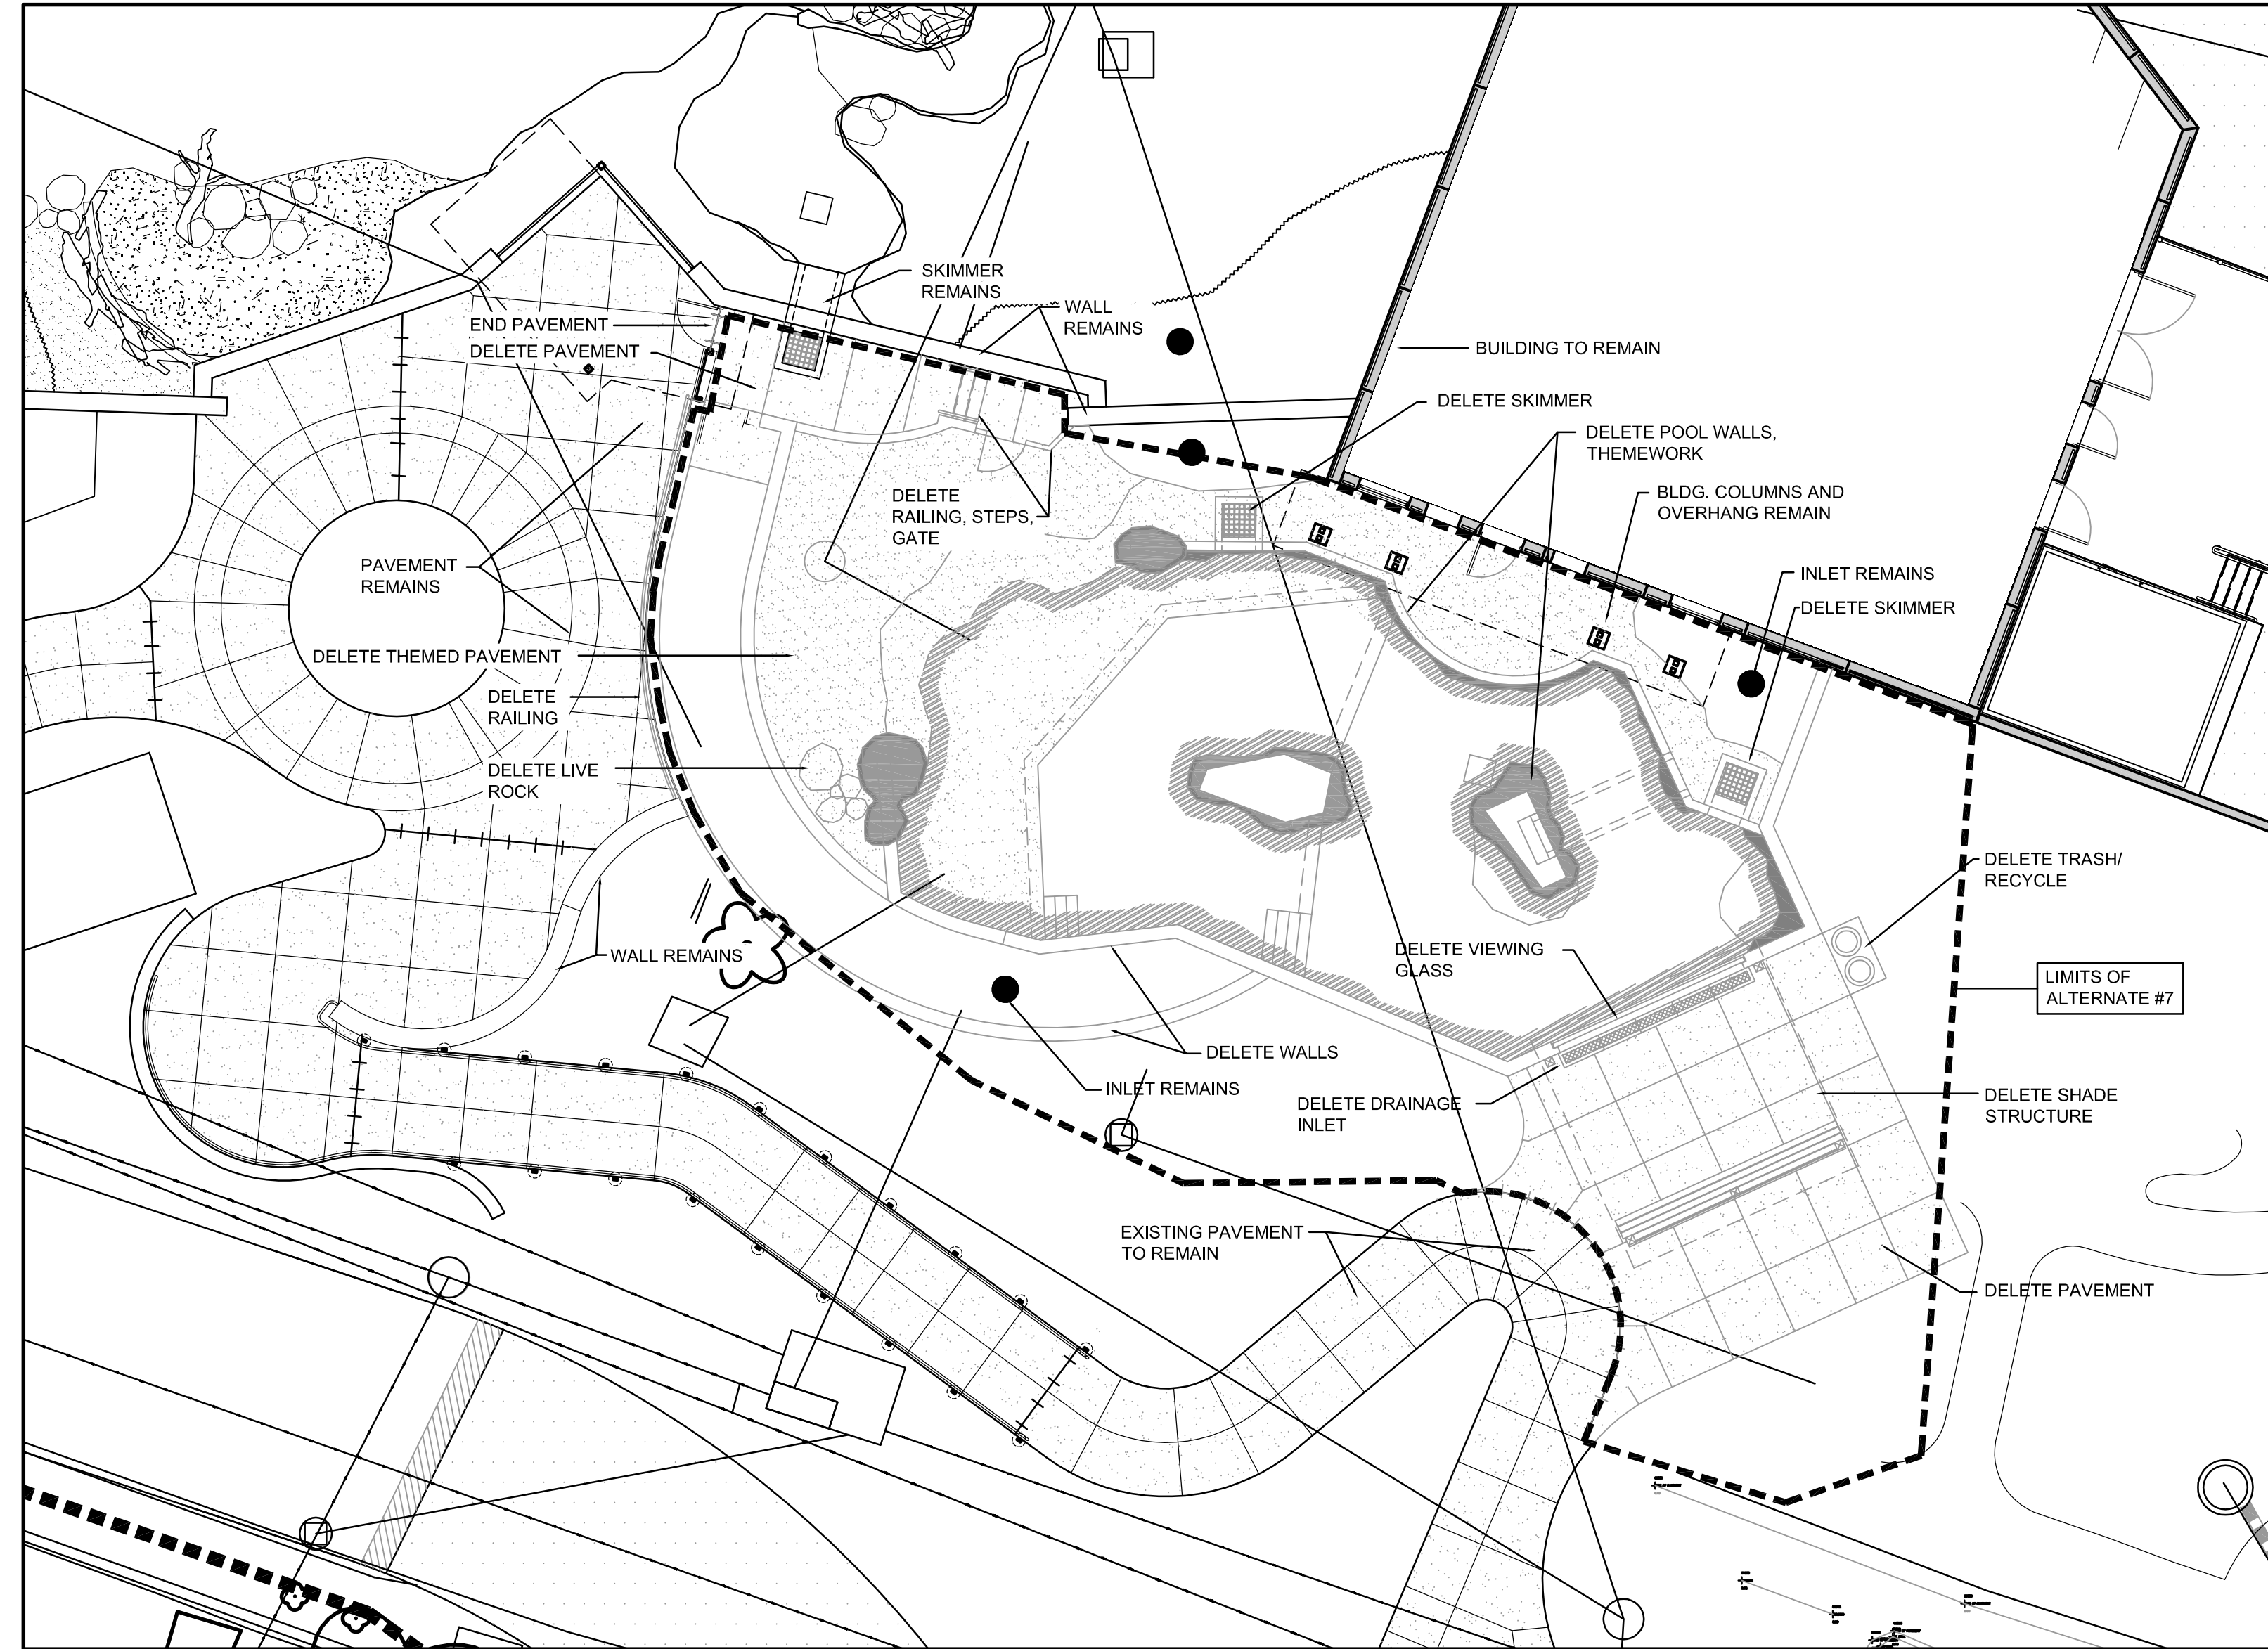 SKIMMER
REMAINS
WALL
REMAINS
END PAVEMENT
DELETE PAVEMENT
BUILDING TO REMAIN
DELETE SKIMMER
DELETE POOL WALLS,
THEMEWORK
DELETE
RAILING, STEPS,
GATE
BLDG. COLUMNS AND
OVERHANG REMAIN
PAVEMENT
REMAINS
INLET REMAINS
DELETE SKIMMER
DELETE THEMED PAVEMENT
DELETE
RAILING
DELETE LIVE
ROCK
DELETE TRASH/
RECYCLE
WALL REMAINS
DELETE VIEWING
GLASS
LIMITS OF
ALTERNATE #7
DELETE WALLS
INLET REMAINS
DELETE DRAINAGE
INLET
DELETE SHADE
STRUCTURE
EXISTING PAVEMENT
TO REMAIN
DELETE PAVEMENT